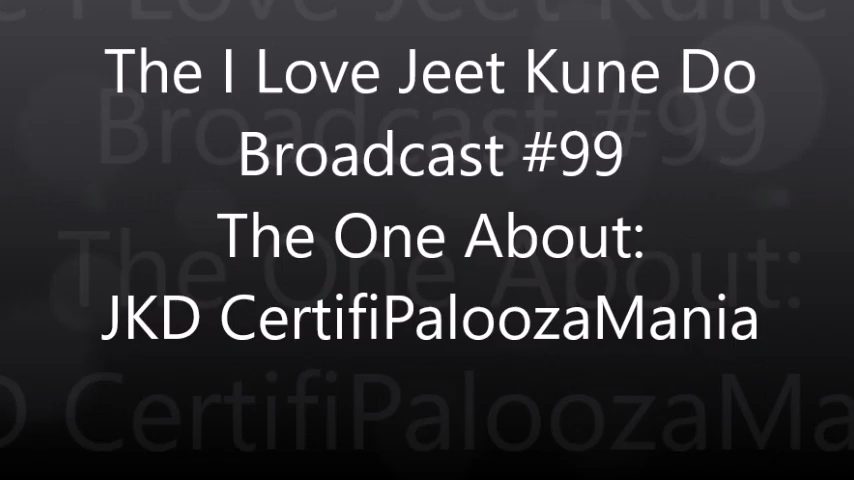 The I Love Jeet Kune Do
Broadcast #99
The One About:
JKD CertifiPaloozaMania